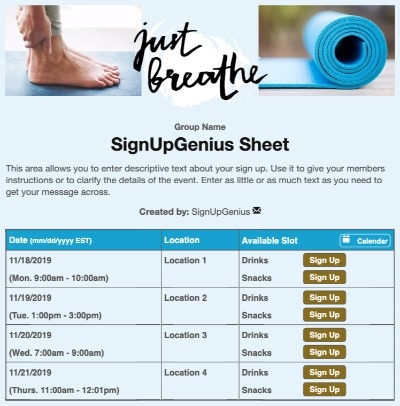 just
breathe
Group Name
SignUpGenius Sheet
This area allows you to enter descriptive text about your sign up. Use it to give your members
instructions or to clarify the details of the event. Enter as little or as much text as you need to
get your message across.
Created by: SignUpGenius
Date (mm/dd/yyyy EST) Location Available Slot Calendar
11/18/2019 Location 1 Drinks Sign Up
(Mon. 9:00am - 10:00am) Snacks Sign Up
11/19/2019 Location 2 Drinks Sign Up
(Tue. 1:00pm - 3:00pm) Snacks Sign Up
11/20/2019 Location 3 Drinks Sign Up
(Wed. 7:00am - 9:00am) Snacks Sign Up
11/21/2019 Location 4 Drinks Sign Up
(Thurs. 11:00am - 12:01pm) Snacks Sign Up